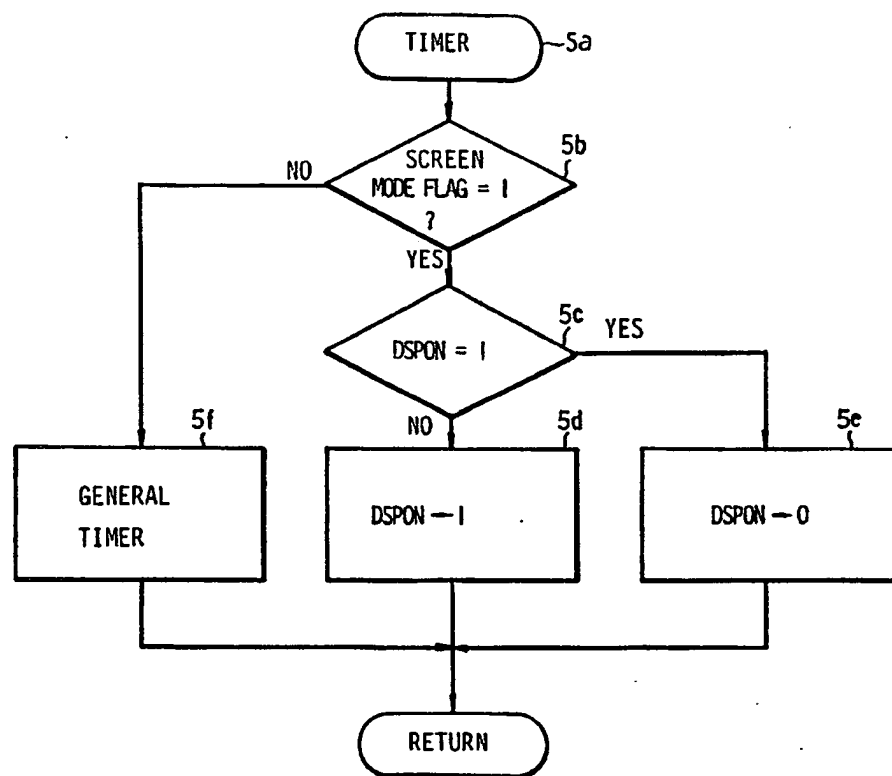 TIMER
5a
5b
SCREEN
MODE FLAG = 1
?
NO
YES
5c
DSPON = 1
YES
NO
5f
5d
5e
GENERAL
TIMER
DSPON ← 1
DSPON ← 0
RETURN